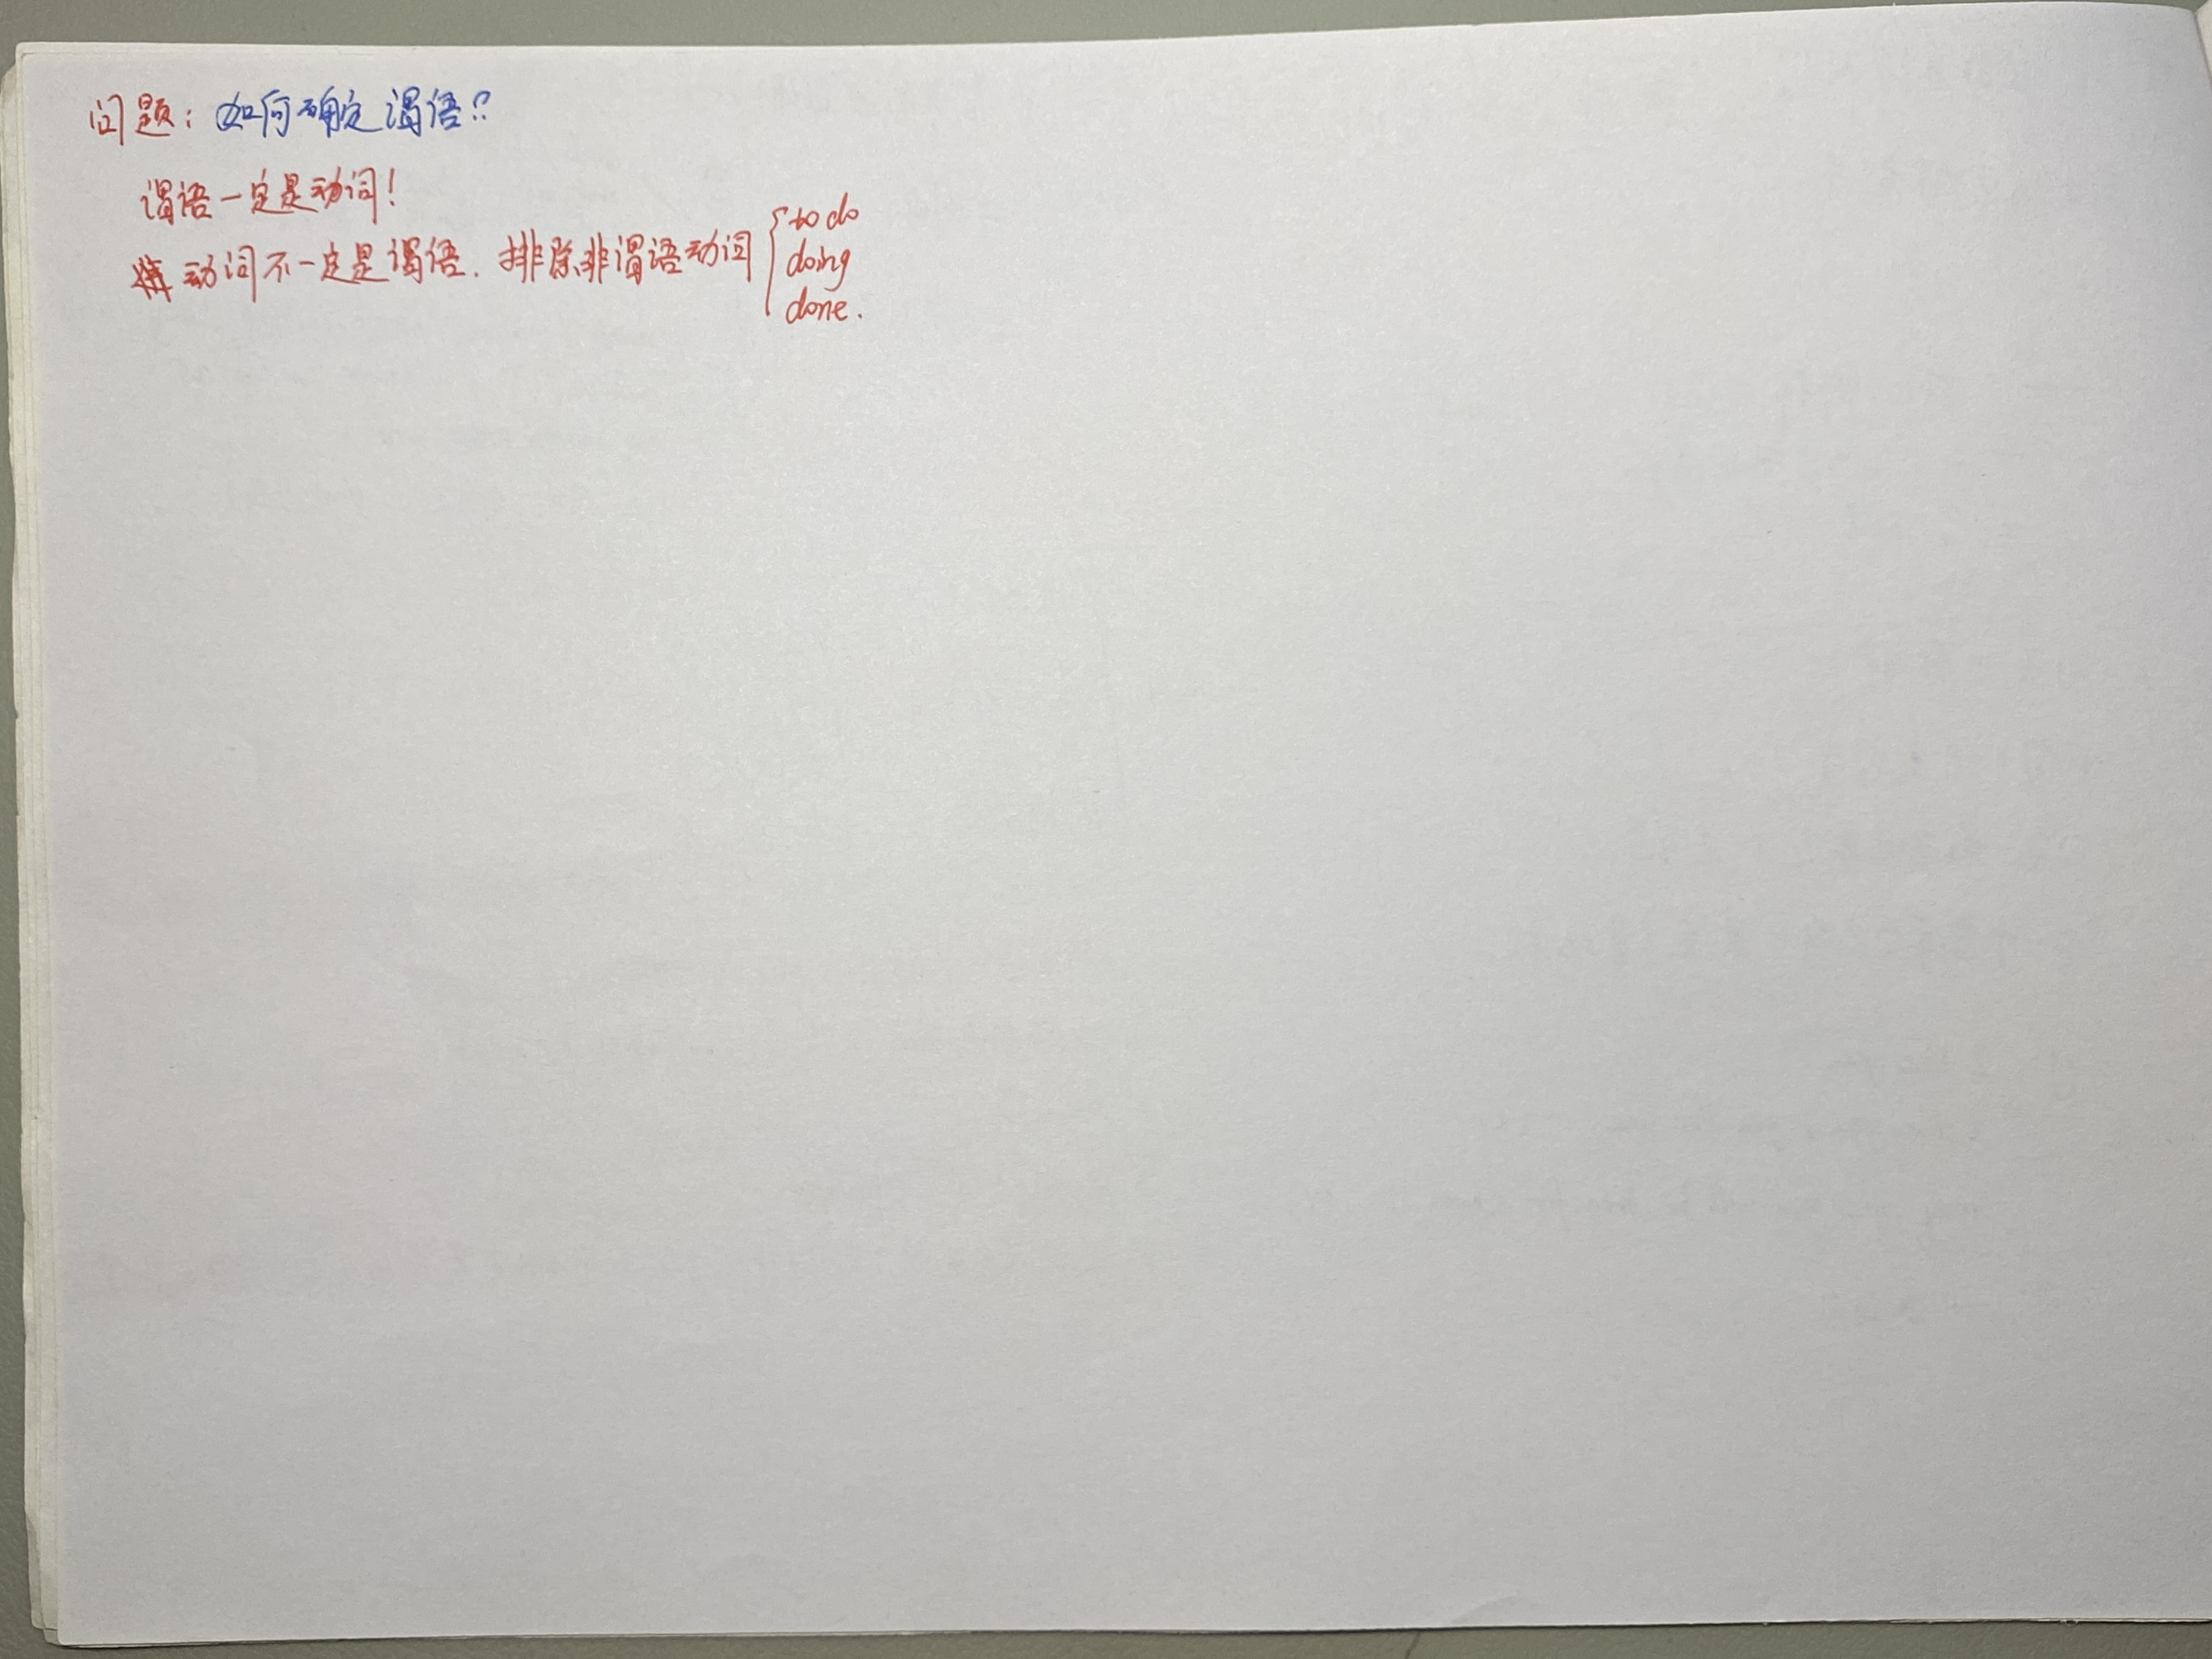 问题：如何确定谓语？
谓语一定是动词！
动词不一定是谓语．排除非谓语动词
to do
doing
done.